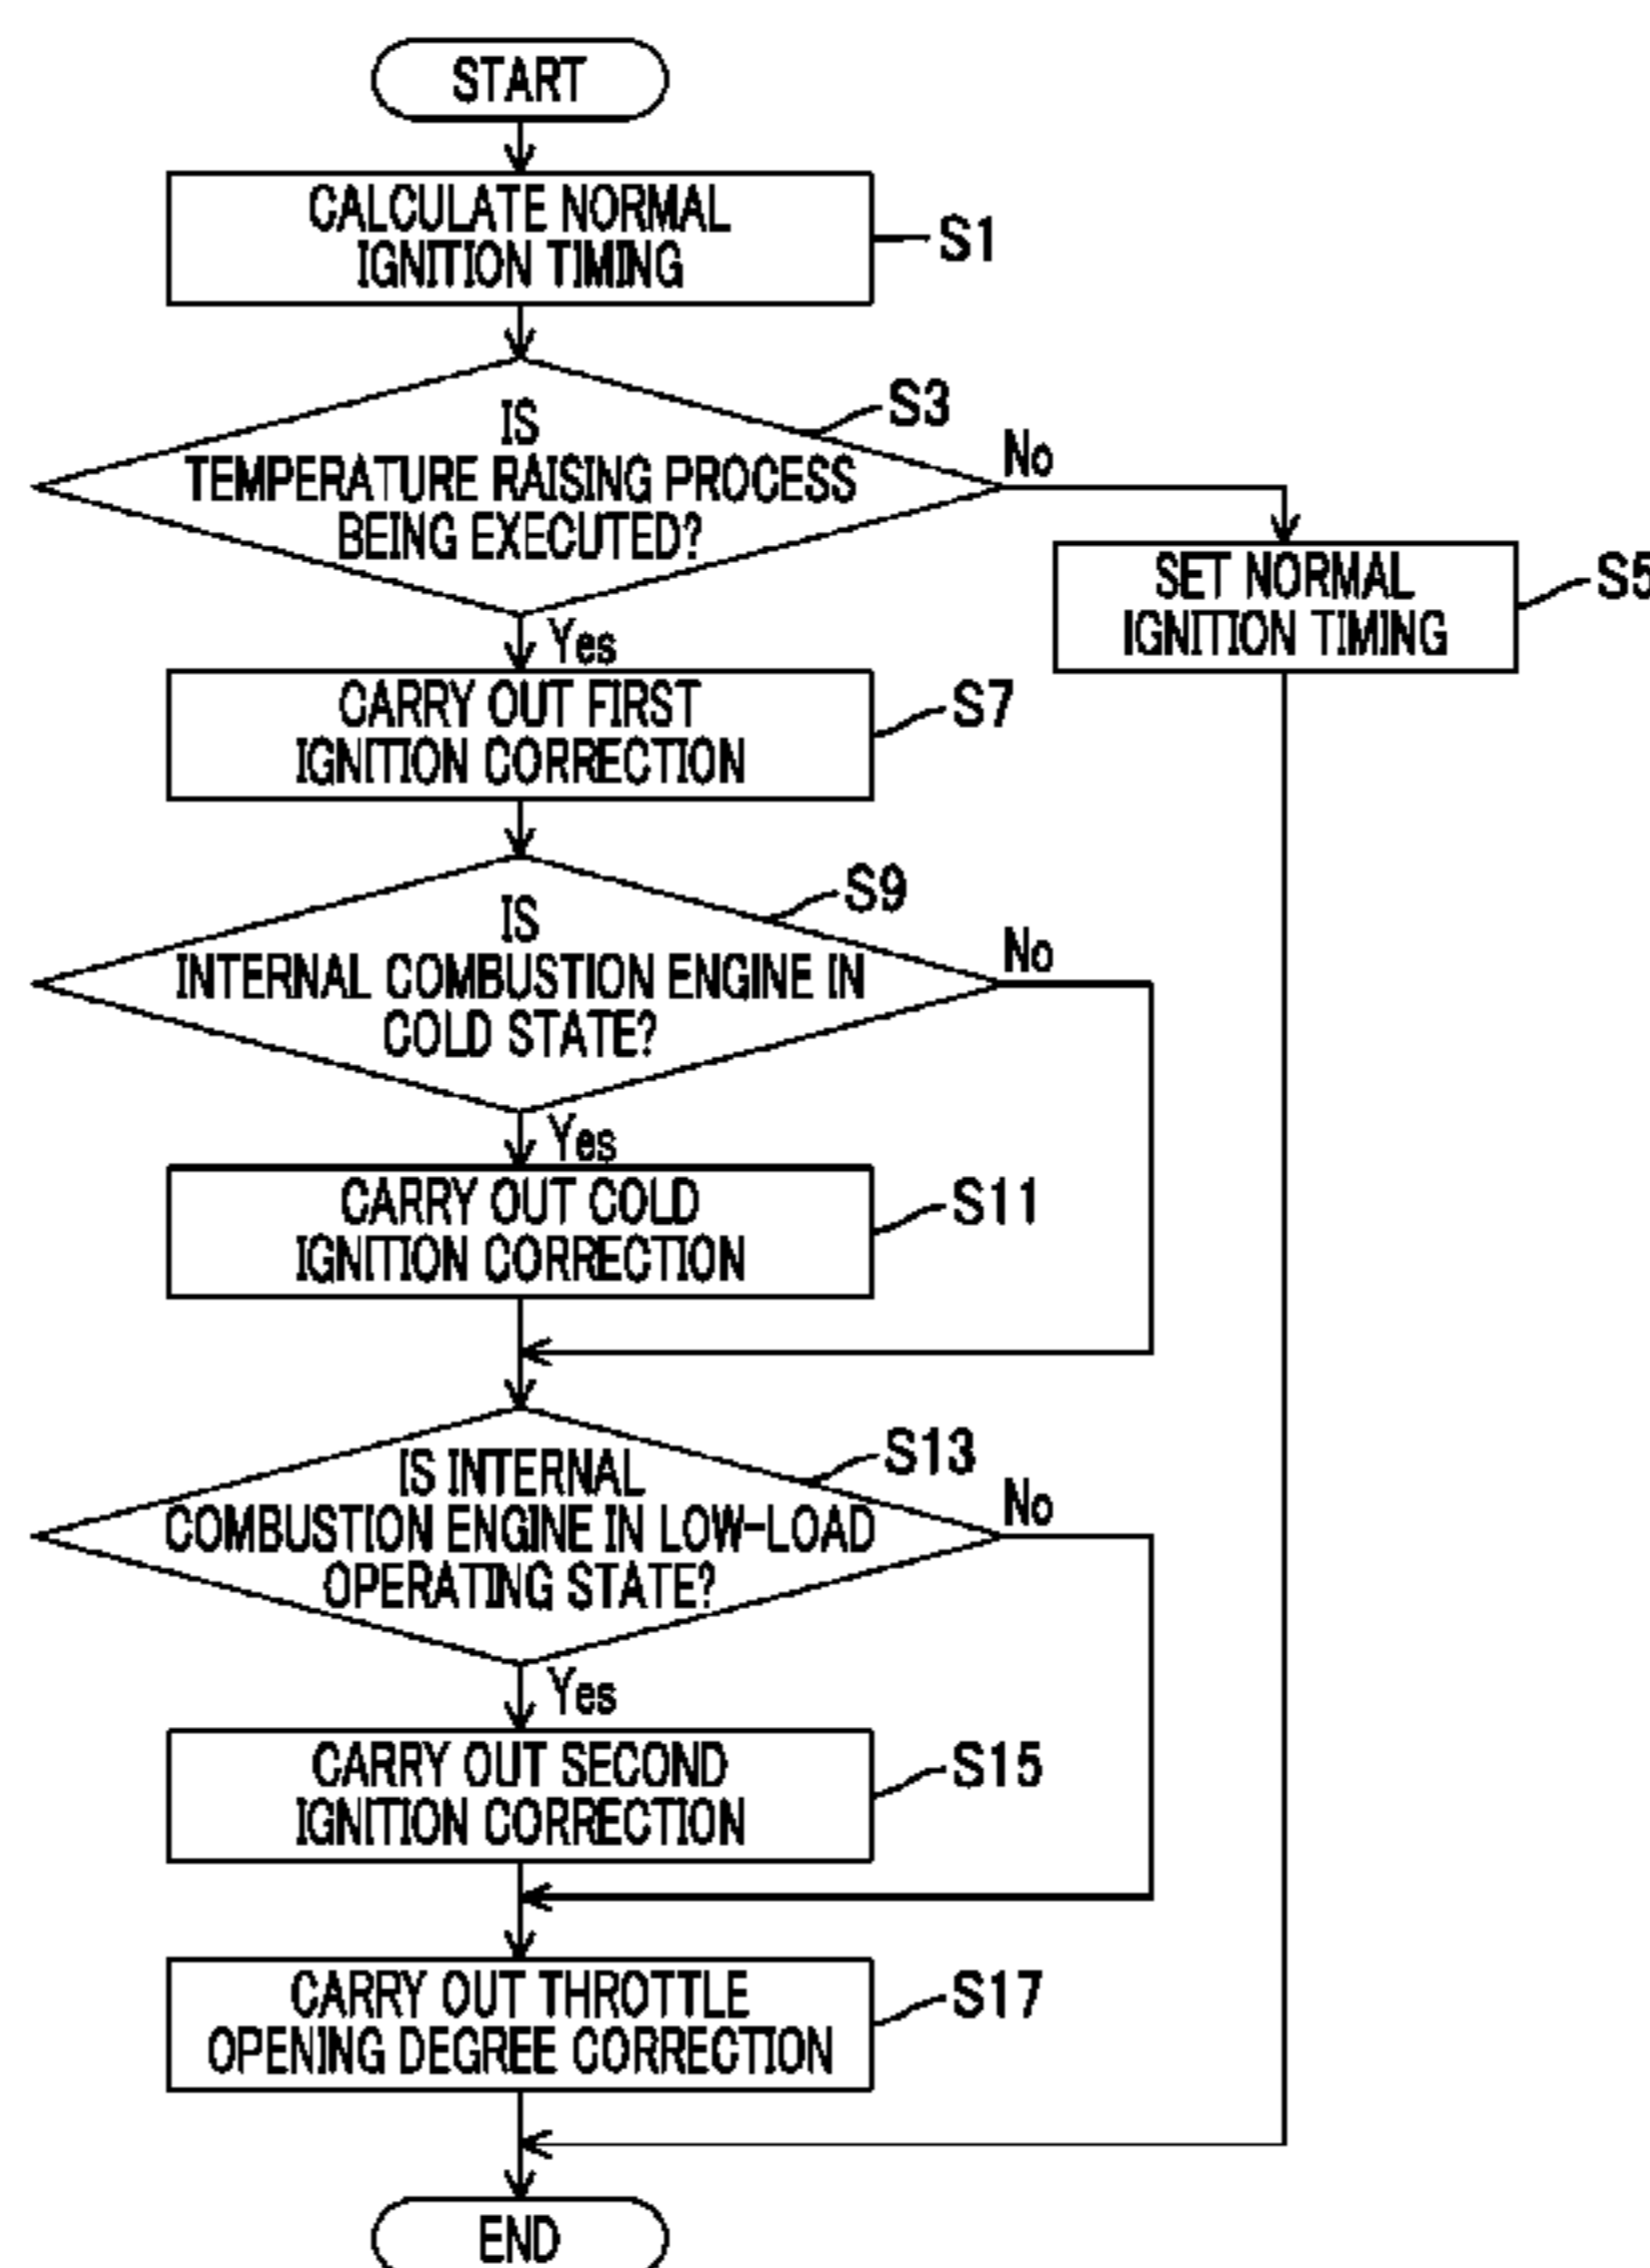 START
CALCULATE NORMAL
IGNITION TIMING
S1
IS
TEMPERATURE RAISING PROCESS
BEING EXECUTED?
S3
No
Yes
SET NORMAL
IGNITION TIMING
S5
CARRY OUT FIRST
IGNITION CORRECTION
S7
IS
INTERNAL COMBUSTION ENGINE IN
COLD STATE?
S9
No
Yes
CARRY OUT COLD
IGNITION CORRECTION
S11
IS INTERNAL
COMBUSTION ENGINE IN LOW-LOAD
OPERATING STATE?
S13
No
Yes
CARRY OUT SECOND
IGNITION CORRECTION
S15
CARRY OUT THROTTLE
OPENING DEGREE CORRECTION
S17
END